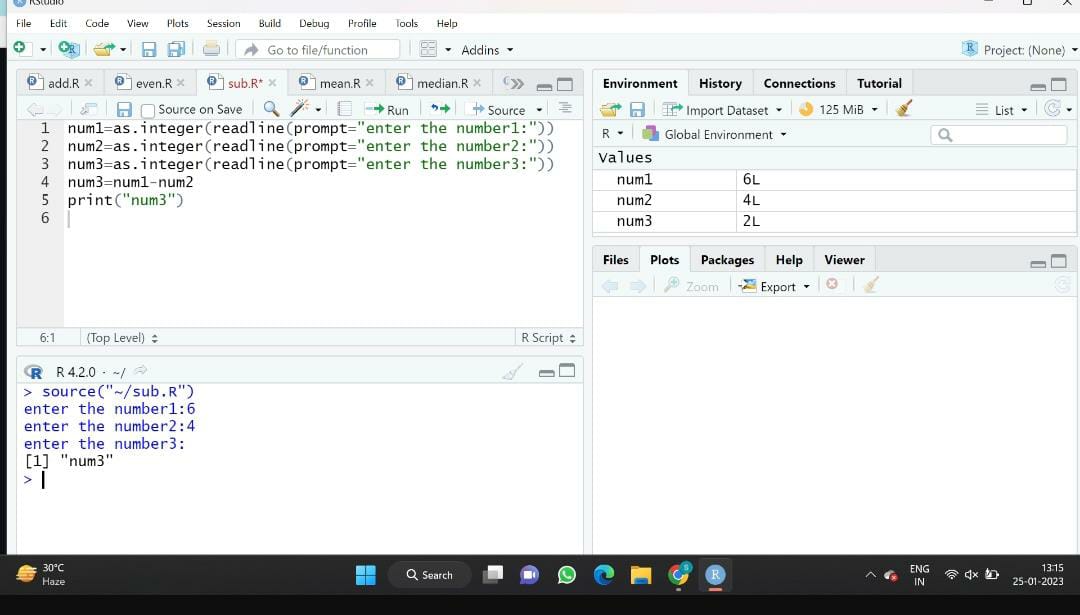 RStudio
File Edit Code View Plots Session Build Debug Profile Tools Help
Go to file/function Addins Project: (None)
add.R even.R sub.R* mean.R median.R
Source on Save Run Source
1 num1=as.integer(readline(prompt="enter the number1:"))
2 num2=as.integer(readline(prompt="enter the number2:"))
3 num3=as.integer(readline(prompt="enter the number3:"))
4 num3=num1-num2
5 print("num3")
6
6:1 (Top Level) R Script
R 4.2.0 · ~/
> source("~/sub.R")
enter the number1:6
enter the number2:4
enter the number3:
[1] "num3"
>
Environment History Connections Tutorial
Import Dataset 125 MiB List
R Global Environment
Values
num1 6L
num2 4L
num3 2L
Files Plots Packages Help Viewer
Zoom Export
30°C
Haze
Search
ENG
IN
13:15
25-01-2023